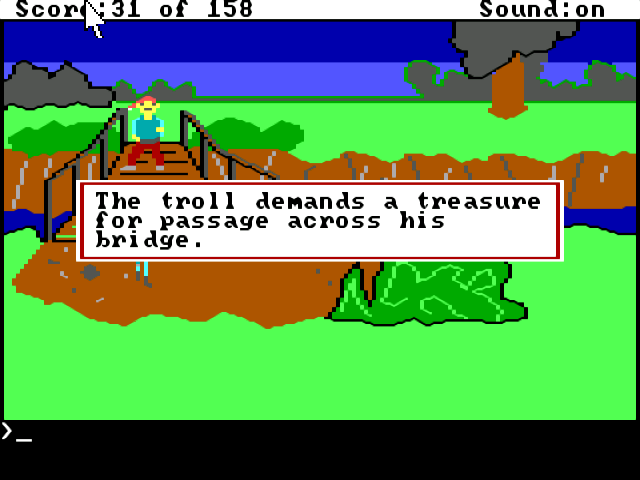 Score:31 of 158 Sound:on
The troll demands a treasure
for passage across his
bridge.
>_